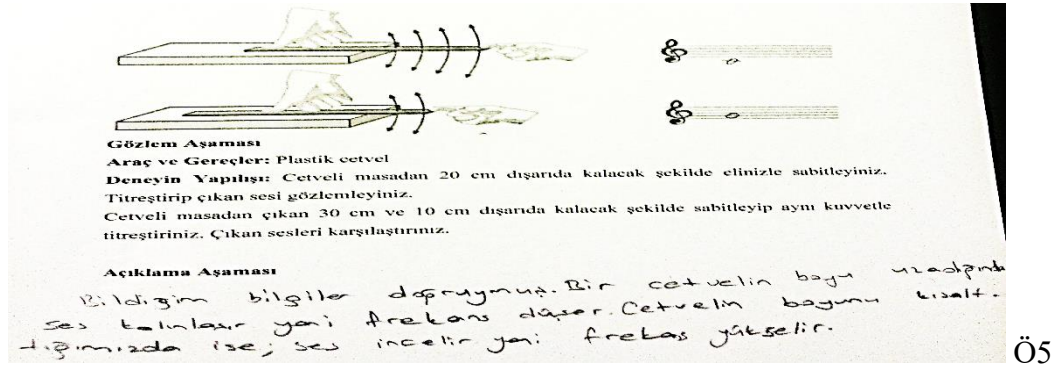 Gözlem Aşaması
Araç ve Gereçler: Plastik cetvel
Deneyin Yapılışı: Cetveli masadan 20 cm dışarıda kalacak şekilde elinizle sabitleyiniz.
Titreştirip çıkan sesi gözlemleyiniz.
Cetveli masadan çıkan 30 cm ve 10 cm dışarıda kalacak şekilde sabitleyip aynı kuvvetle
titreştiriniz. Çıkan sesleri karşılaştırınız.
Açıklama Aşaması
Bildiğim bilgiler doğruymuş. Bir cetvelin boyu uzadığında
ses kalınlaşır yani frekans düşer. Cetvelin boyunu kısalt-
tığımızda ise; ses incelir yani frekas yükselir.
Ö5